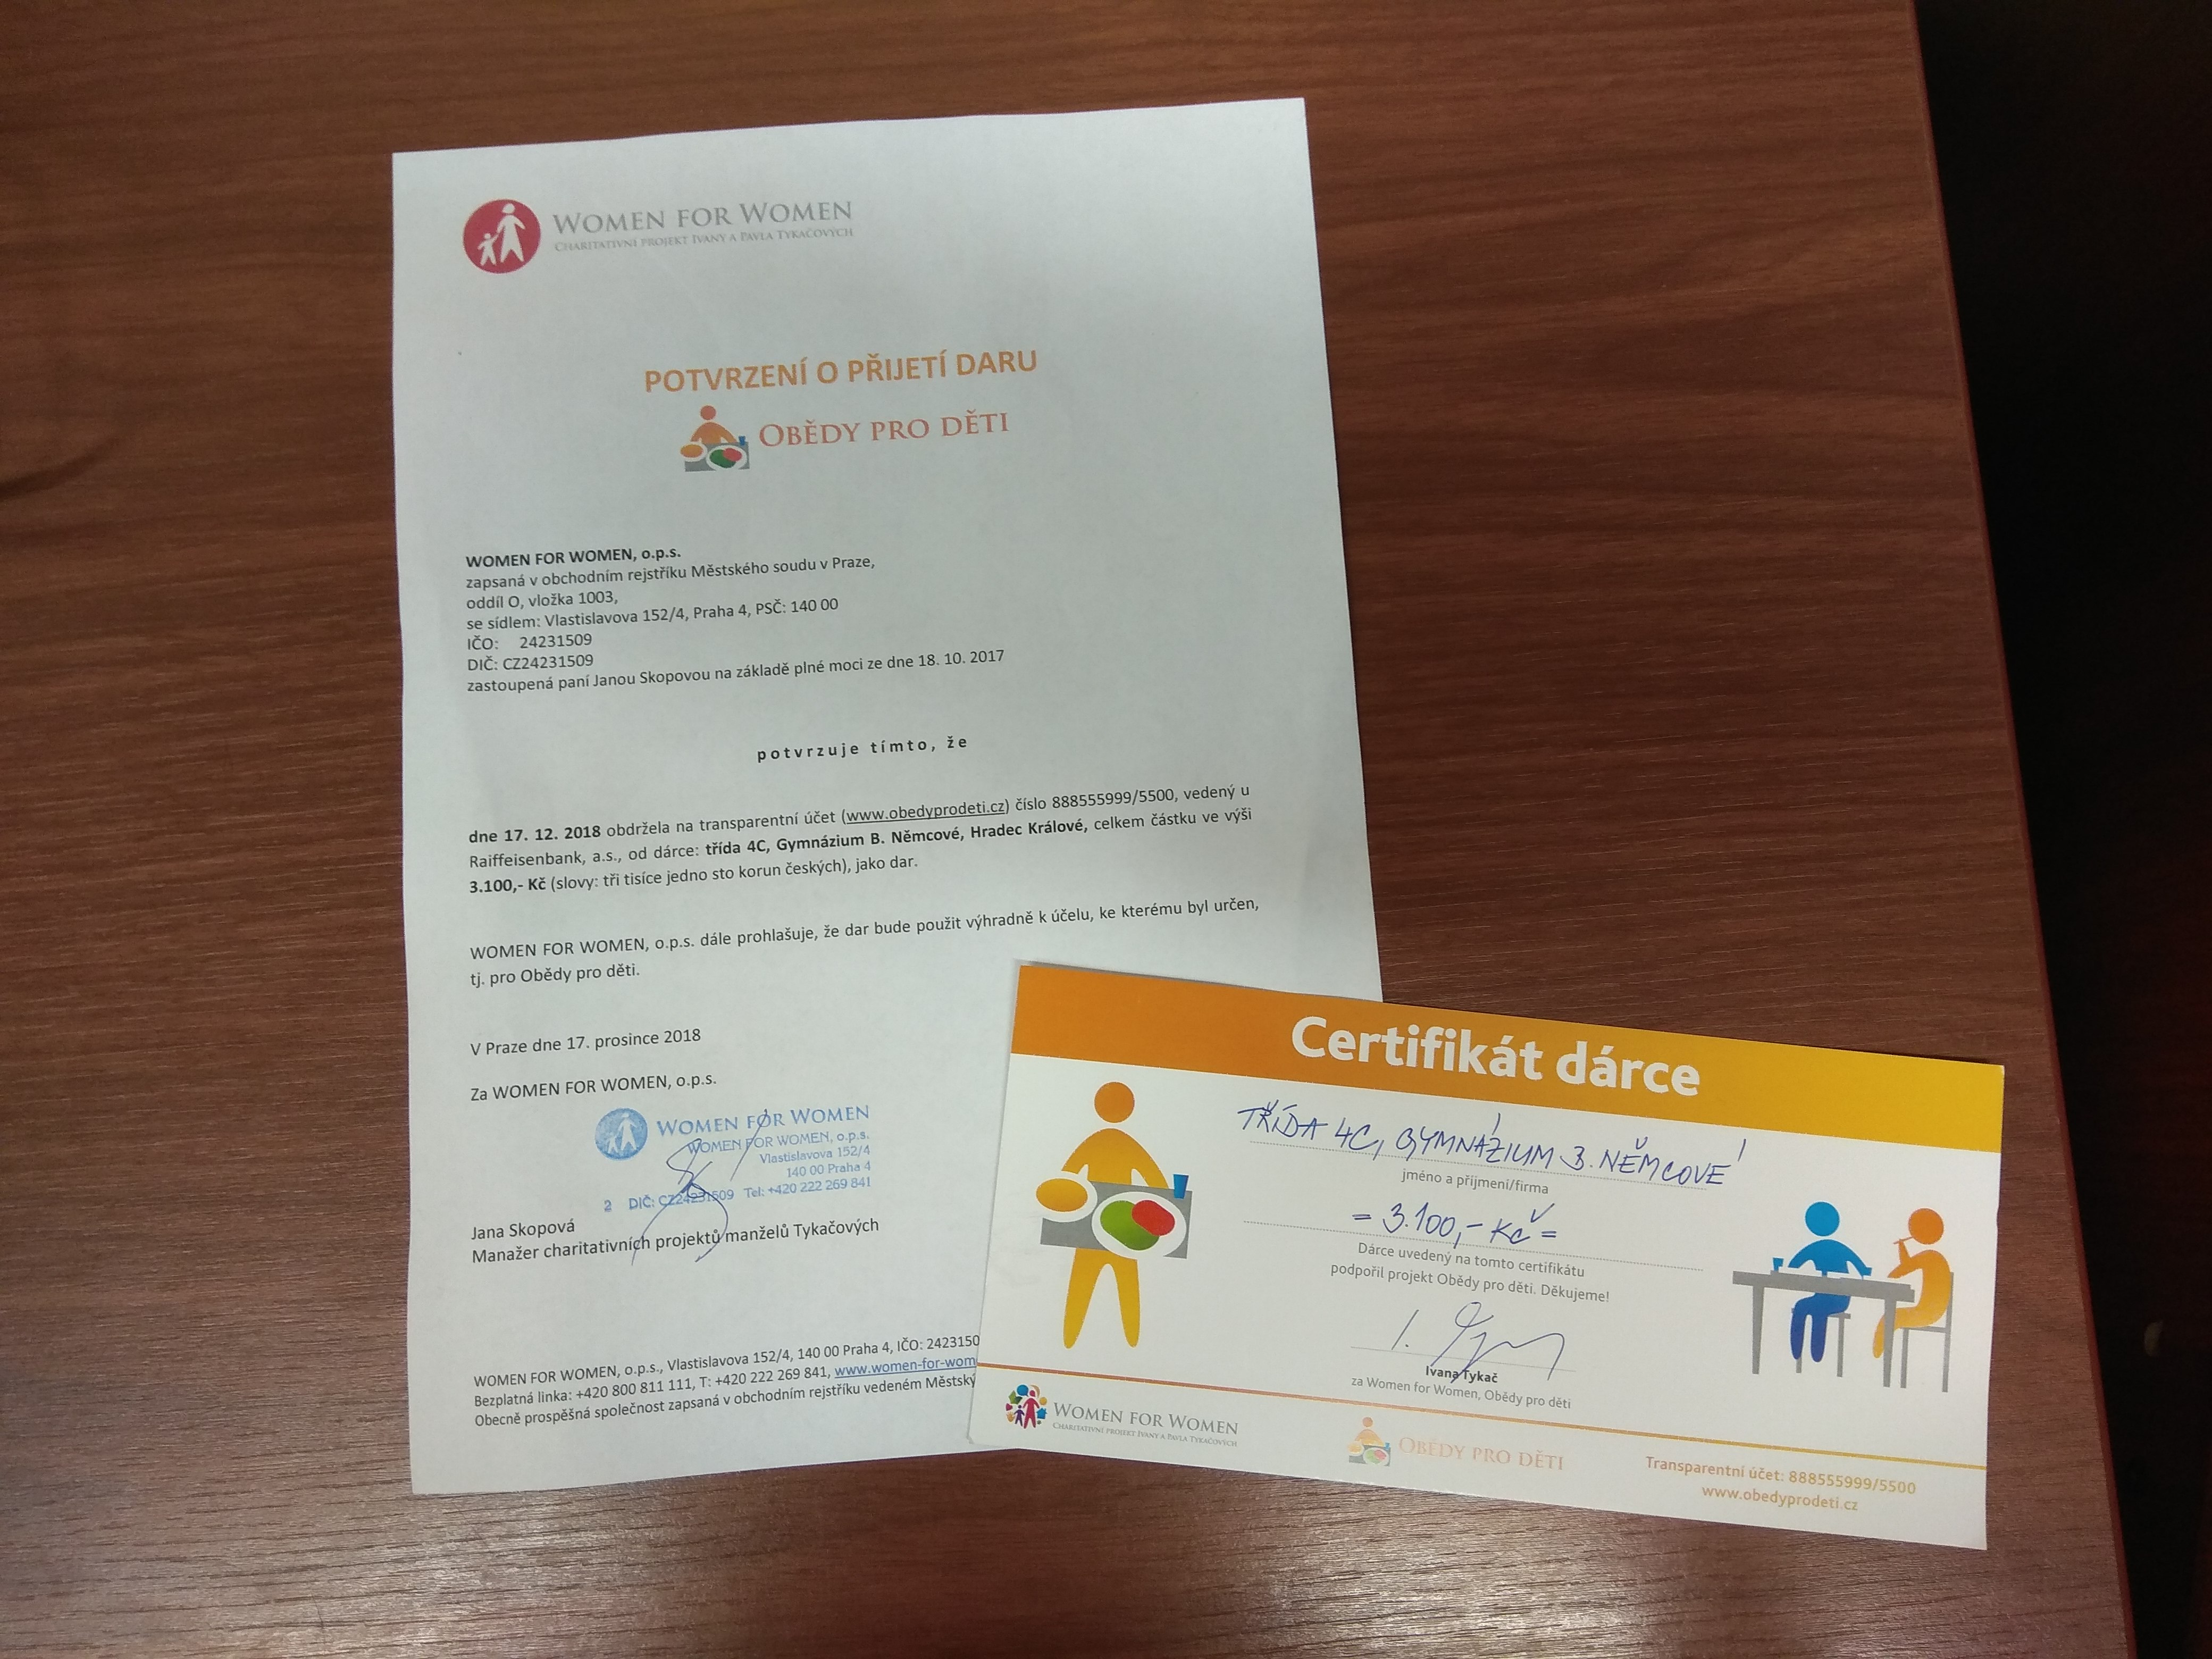 WOMEN FOR WOMEN
CHARITATIVNÍ PROJEKT IVANY A PAVLA TYKAČOVÝCH
POTVRZENÍ O PŘIJETÍ DARU
OBĚDY PRO DĚTI
WOMEN FOR WOMEN, o.p.s.
zapsaná v obchodním rejstříku Městského soudu v Praze,
oddíl O, vložka 1003,
se sídlem: Vlastislavova 152/4, Praha 4, PSČ: 140 00
IČO: 24231509
DIČ: CZ24231509
zastoupená paní Janou Skopovou na základě plné moci ze dne 18. 10. 2017
potvrzuje tímto, že
dne 17. 12. 2018 obdržela na transparentní účet (www.obedyprodeti.cz) číslo 888555999/5500, vedený u
Raiffeisenbank, a.s., od dárce: třída 4C, Gymnázium B. Němcové, Hradec Králové, celkem částku ve výši
3.100,- Kč (slovy: tři tisíce jedno sto korun českých), jako dar.
WOMEN FOR WOMEN, o.p.s. dále prohlašuje, že dar bude použit výhradně k účelu, ke kterému byl určen,
tj. pro Obědy pro děti.
V Praze dne 17. prosince 2018
Za WOMEN FOR WOMEN, o.p.s.
WOMEN FOR WOMEN
WOMEN FOR WOMEN, o.p.s.
Vlastislavova 152/4
140 00 Praha 4
2 DIČ: CZ24231509 Tel: +420 222 269 841
Jana Skopová
Manažer charitativních projektů manželů Tykačových
WOMEN FOR WOMEN, o.p.s., Vlastislavova 152/4, 140 00 Praha 4, IČO: 2423150
Bezplatná linka: +420 800 811 111, T: +420 222 269 841, www.women-for-wom
Obecně prospěšná společnost zapsaná v obchodním rejstříku vedeném Městský
Certifikát dárce
TŘÍDA 4C, GYMNÁZIUM B. NĚMCOVÉ
jméno a příjmení/firma
= 3.100,- Kč =
Dárce uvedený na tomto certifikátu
podpořil projekt Obědy pro děti. Děkujeme!
Ivana Tykač
za Women for Women, Obědy pro děti
WOMEN FOR WOMEN
CHARITATIVNÍ PROJEKT IVANY A PAVLA TYKAČOVÝCH
OBĚDY PRO DĚTI
Transparentní účet: 888555999/5500
www.obedyprodeti.cz